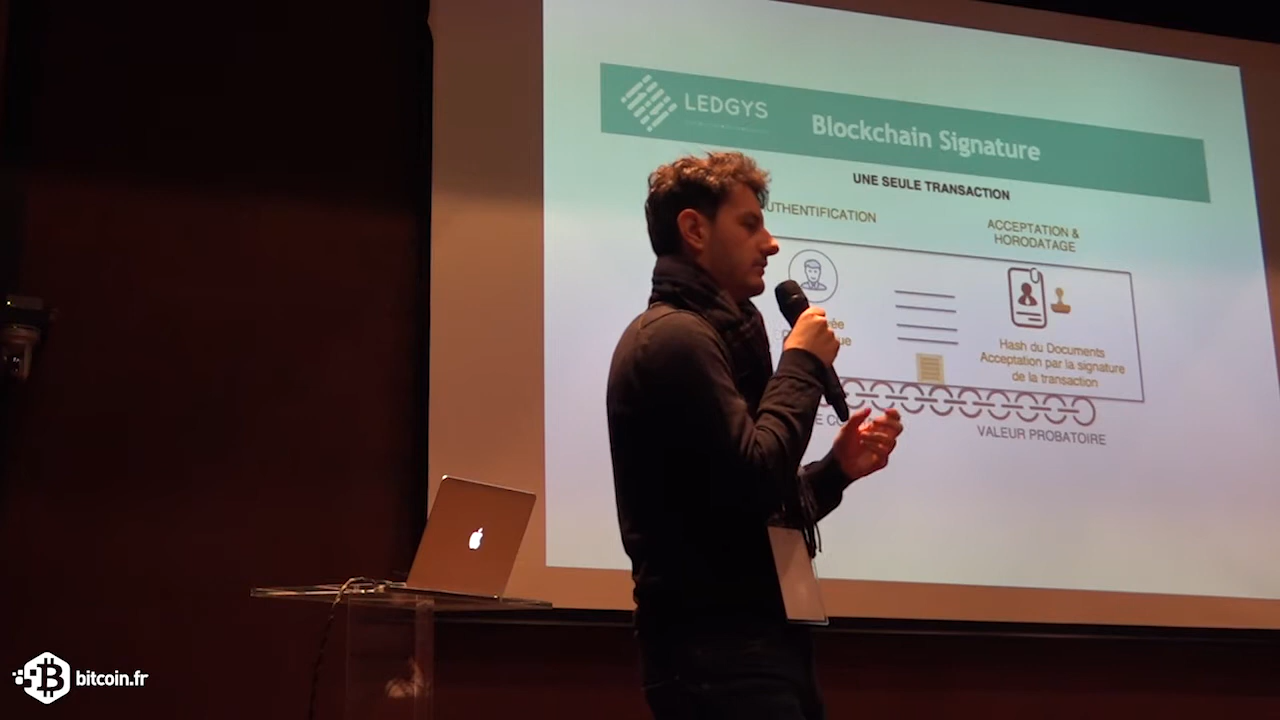 LEDGYS
Blockchain Signature
UNE SEULE TRANSACTION
UTHENTIFICATION
ACCEPTATION &
HORODATAGE
Hash du Documents
Acceptation par la signature
de la transaction
VALEUR PROBATOIRE
bitcoin.fr